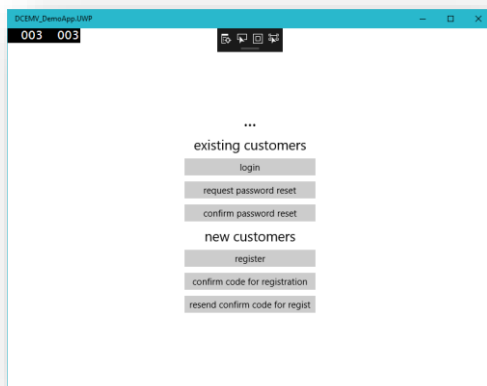 DCEMV_DemoApp.UWP
003 003
...
existing customers
login
request password reset
confirm password reset
new customers
register
confirm code for registration
resend confirm code for regist